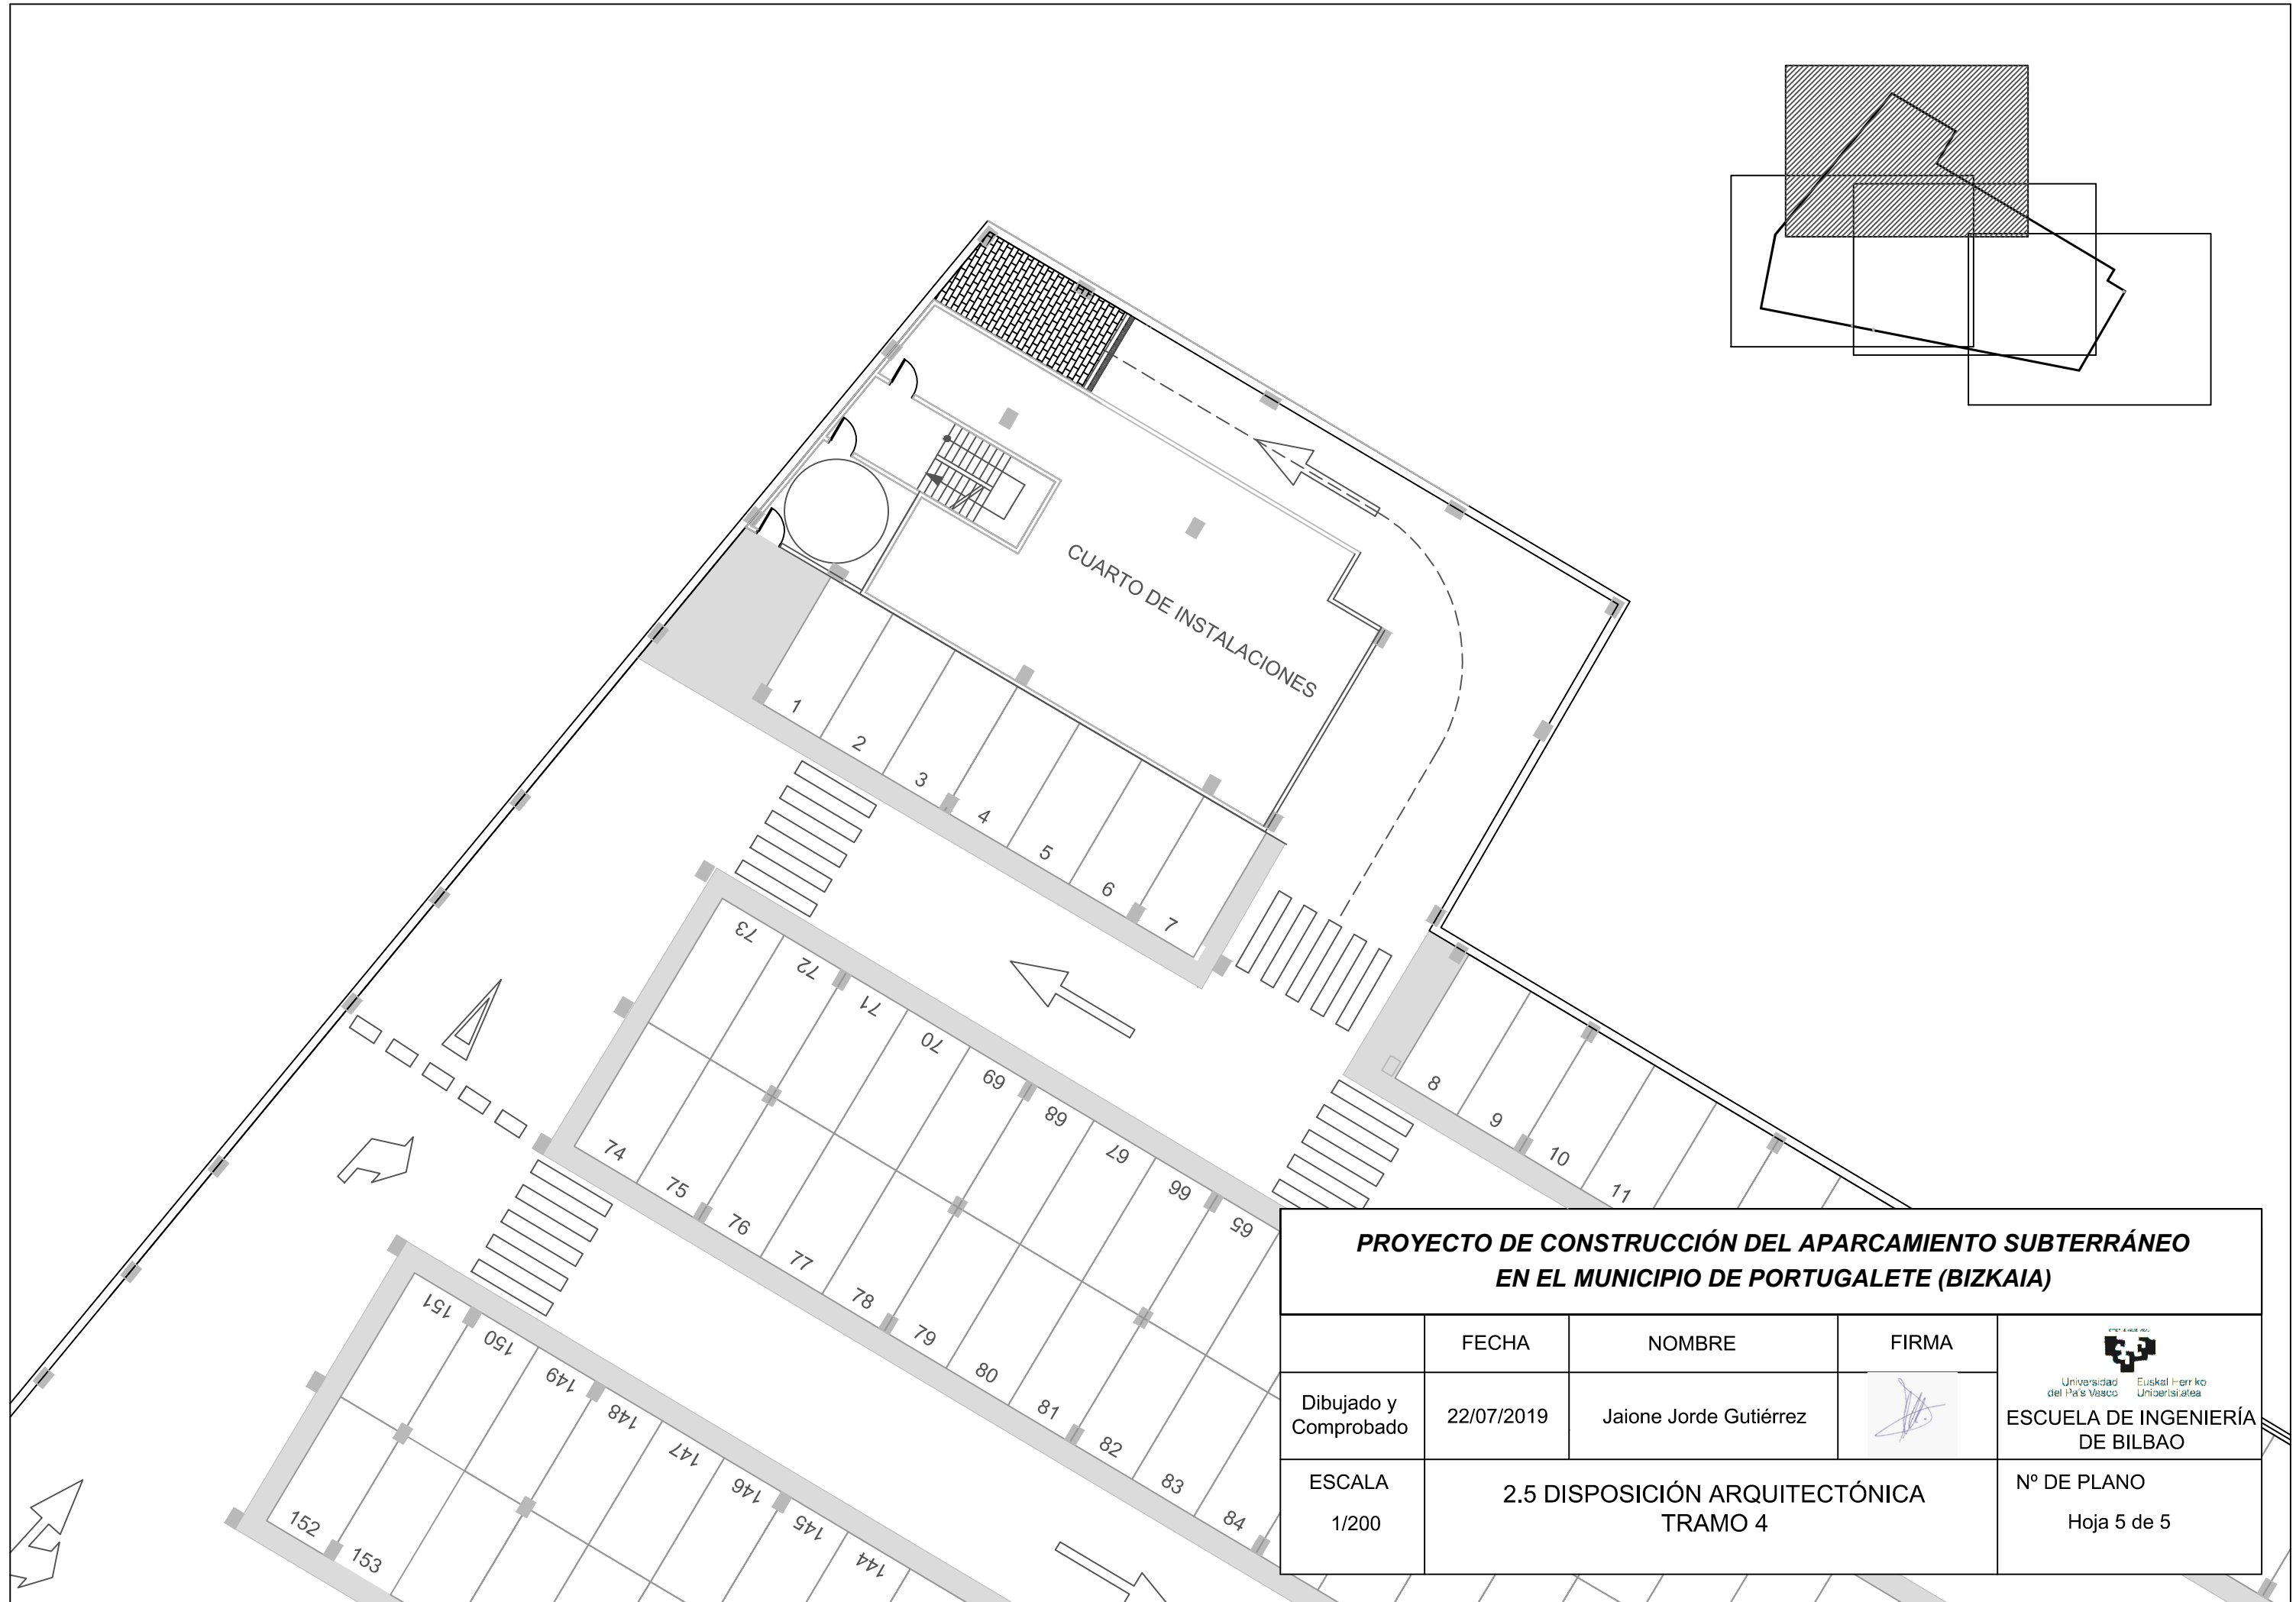 CUARTO DE INSTALACIONES
1
2
3
4
5
6
7
8
9
10
11
73
72
71
70
69
68
67
66
65
74
75
76
77
78
79
80
81
82
83
84
151
150
149
148
147
146
145
144
152
153
PROYECTO DE CONSTRUCCIÓN DEL APARCAMIENTO SUBTERRÁNEO
EN EL MUNICIPIO DE PORTUGALETE (BIZKAIA)
FECHA
NOMBRE
FIRMA
Dibujado y
Comprobado
22/07/2019
Jaione Jorde Gutiérrez
Universidad
del País Vasco
Euskal Herriko
Unibertsitatea
ESCUELA DE INGENIERÍA
DE BILBAO
ESCALA
1/200
2.5 DISPOSICIÓN ARQUITECTÓNICA
TRAMO 4
Nº DE PLANO
Hoja 5 de 5